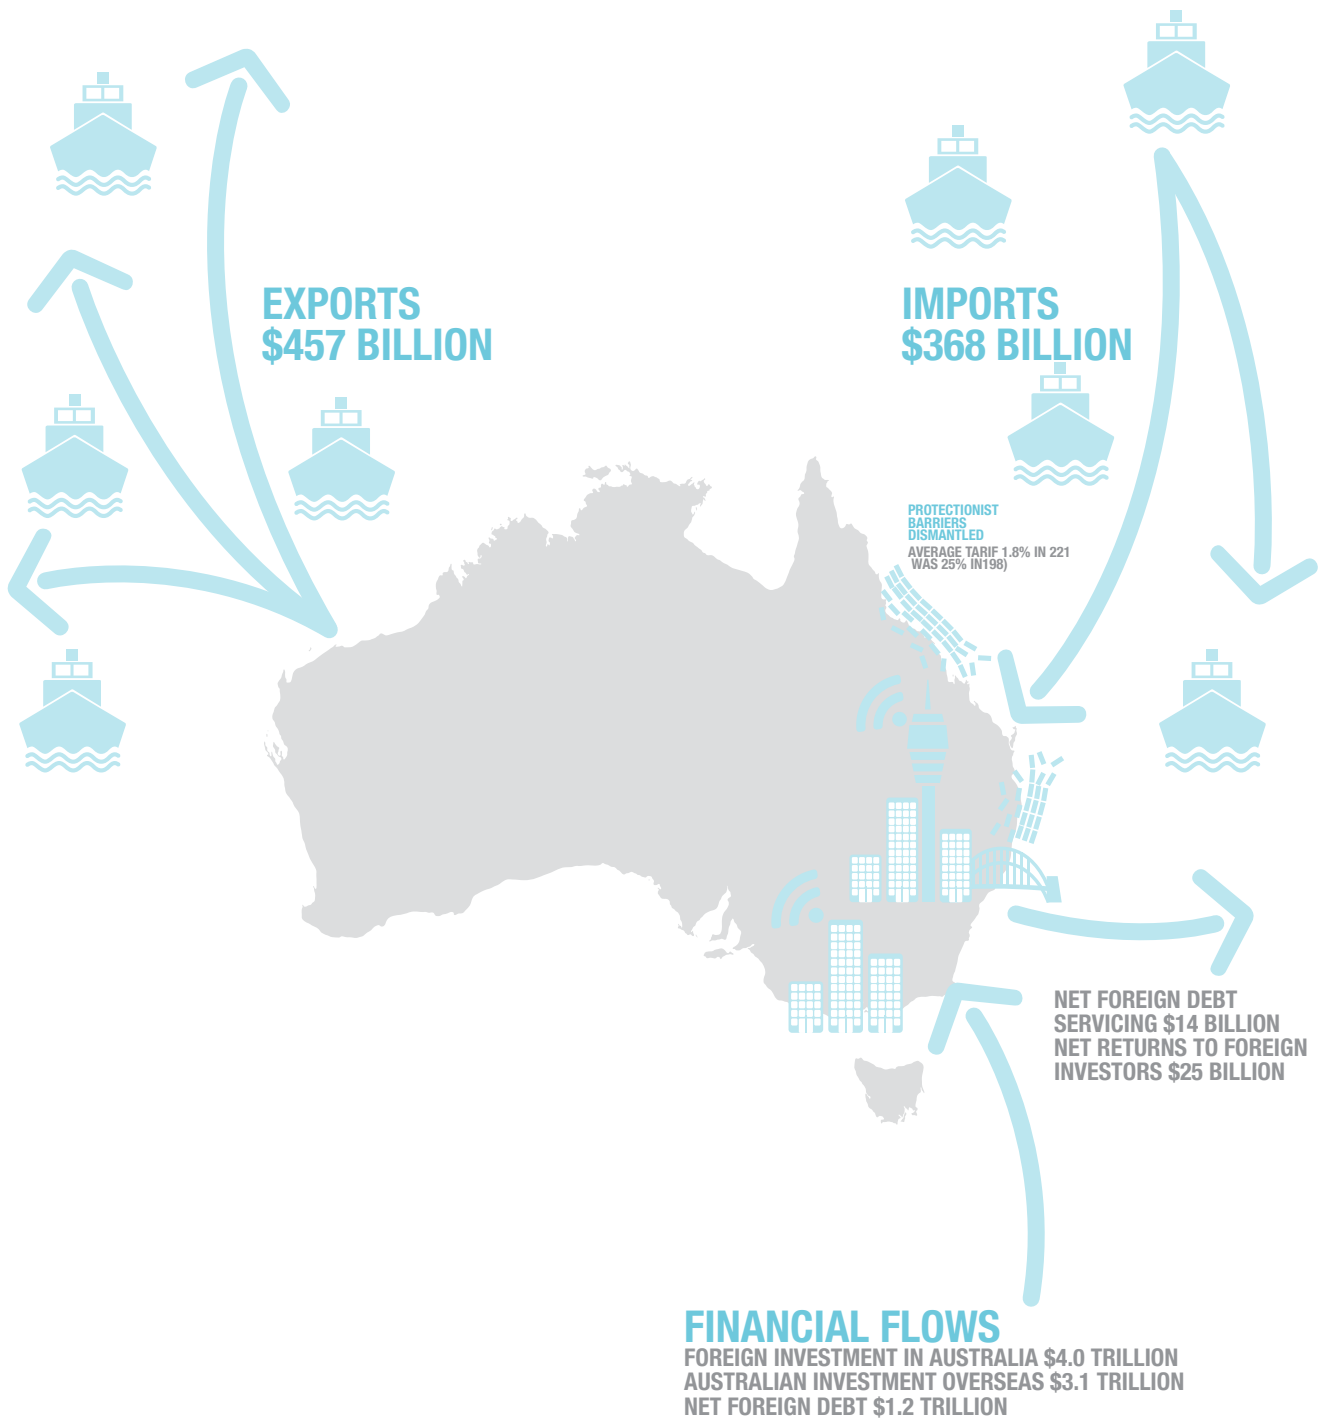 EXPORTS
$457 BILLION
IMPORTS
$368 BILLION
PROTECTIONIST
BARRIERS
DISMANTLED
AVERAGE TARIF 1.8% IN 221
WAS 25% IN198)
NET FOREIGN DEBT
SERVICING $14 BILLION
NET RETURNS TO FOREIGN
INVESTORS $25 BILLION
FINANCIAL FLOWS
FOREIGN INVESTMENT IN AUSTRALIA $4.0 TRILLION
AUSTRALIAN INVESTMENT OVERSEAS $3.1 TRILLION
NET FOREIGN DEBT $1.2 TRILLION